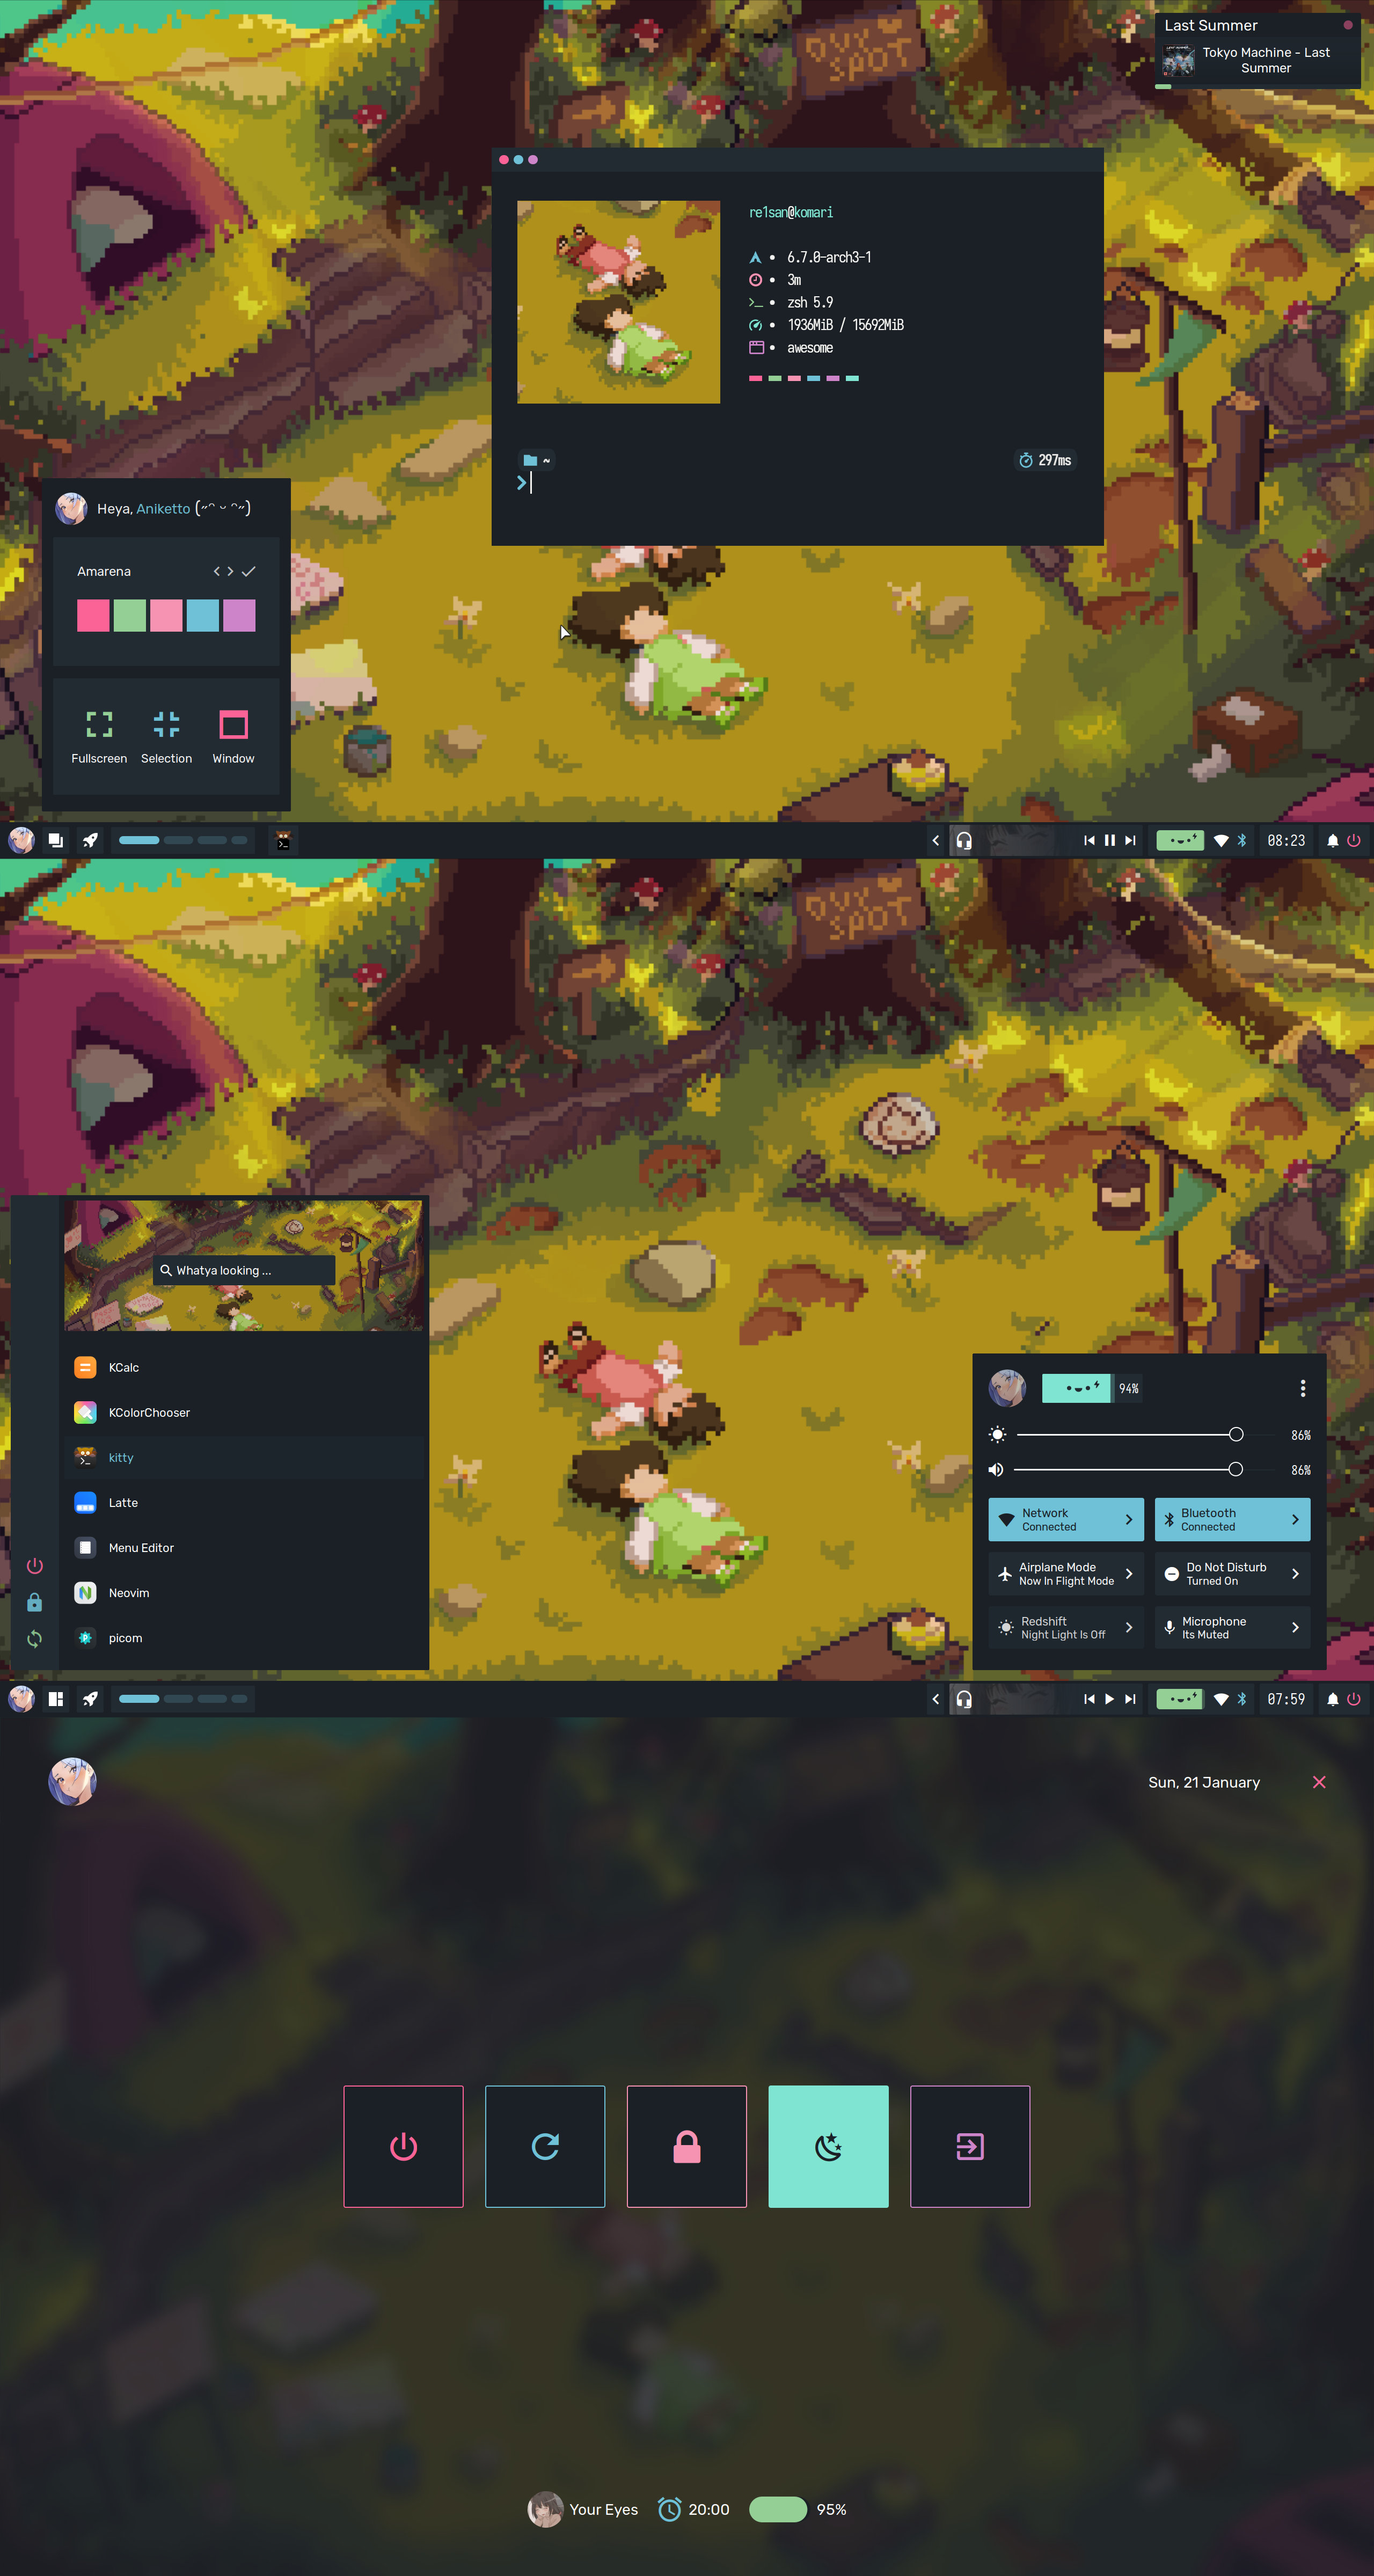 Last Summer
Tokyo Machine - Last
Summer
re1san@komari
6.7.0-arch3-1
3m
zsh 5.9
1936MiB / 15692MiB
awesome
~
297ms
Heya, Aniketto (˶ᵔ ᵕ ᵔ˶)
Amarena
Fullscreen Selection Window
08:23
Whatya looking ...
KCalc
KColorChooser
kitty
Latte
Menu Editor
Neovim
picom
94%
86%
86%
Network
Connected
Bluetooth
Connected
Airplane Mode
Now In Flight Mode
Do Not Disturb
Turned On
Redshift
Night Light Is Off
Microphone
Its Muted
07:59
Sun, 21 January
Your Eyes 20:00 95%